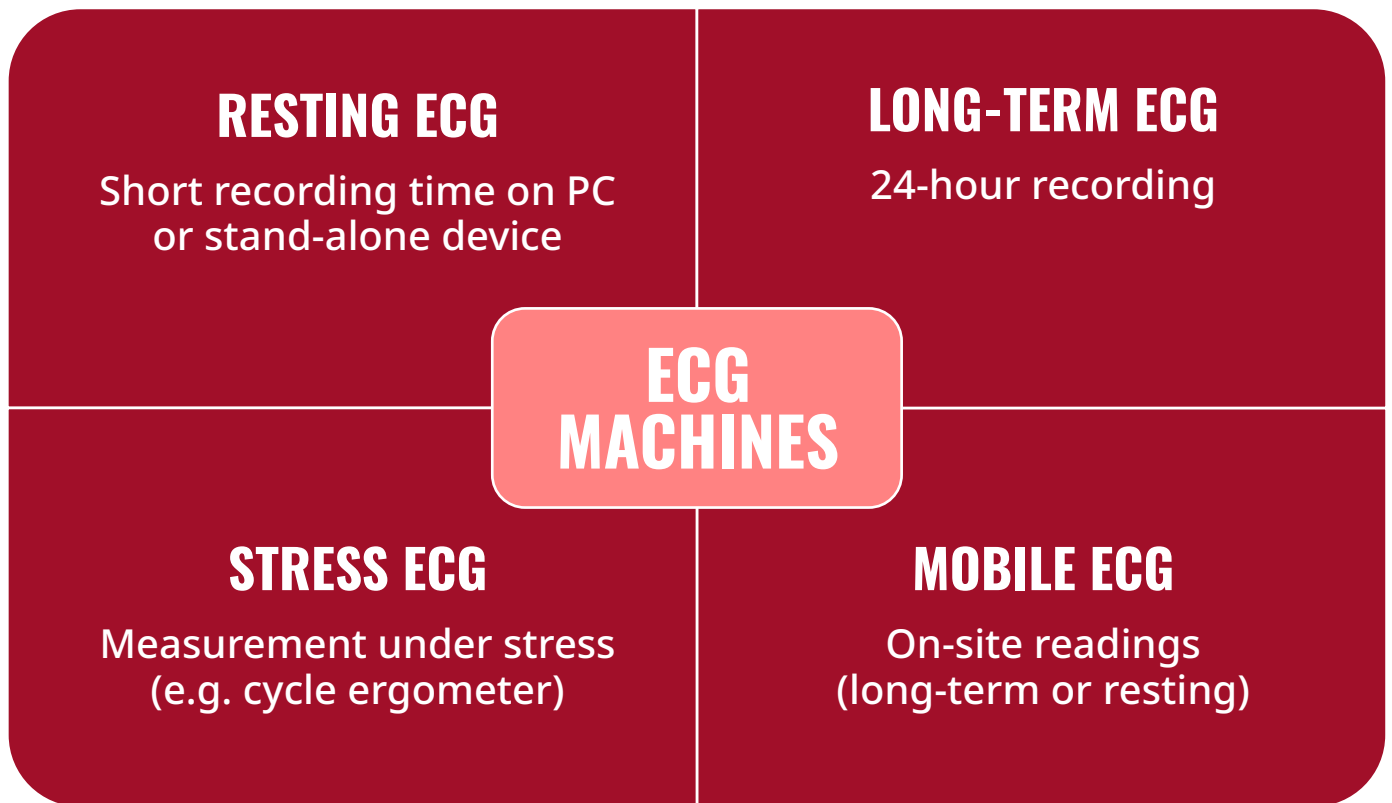 RESTING ECG
Short recording time on PC
or stand-alone device
LONG-TERM ECG
24-hour recording
ECG
MACHINES
STRESS ECG
Measurement under stress
(e.g. cycle ergometer)
MOBILE ECG
On-site readings
(long-term or resting)